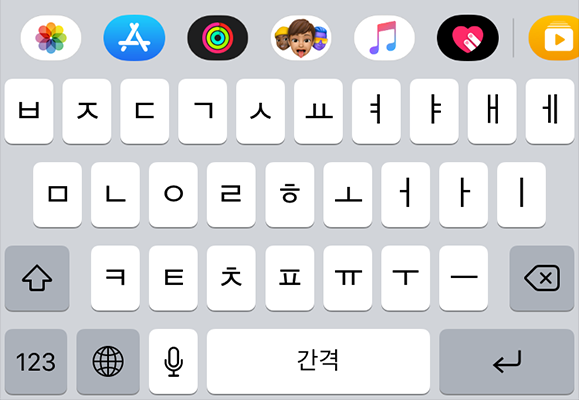 ㅂ ㅈ ㄷ ㄱ ㅅ ㅛ ㅕ ㅑ ㅐ ㅔ
ㅁ ㄴ ㅇ ㄹ ㅎ ㅗ ㅓ ㅏ ㅣ
ㅋ ㅌ ㅊ ㅍ ㅠ ㅜ ㅡ
123 간격